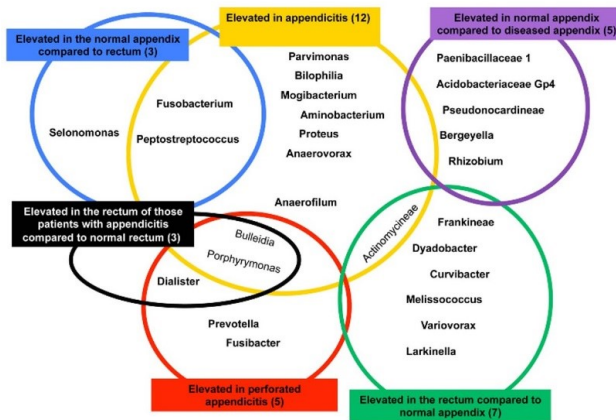 Elevated in appendicitis (12)
Elevated in normal appendix
compared to diseased appendix (5)
Elevated in the normal appendix
compared to rectum (3)
Parvimonas
Bilophilia
Mogibacterium
Aminobacterium
Proteus
Anaerovorax
Paenibacillaceae 1
Acidobacteriaceae Gp4
Pseudonocardineae
Bergeyella
Rhizobium
Fusobacterium
Selonomonas
Peptostreptococcus
Anaerofilum
Elevated in the rectum of those
patients with appendicitis
compared to normal rectum (3)
Bulleidia
Porphyrymonas
Dialister
Prevotella
Fusibacter
Actinomycineae
Frankineae
Dyadobacter
Curvibacter
Melissococcus
Variovorax
Larkinella
Elevated in perforated
appendicitis (5)
Elevated in the rectum compared to
normal appendix (7)